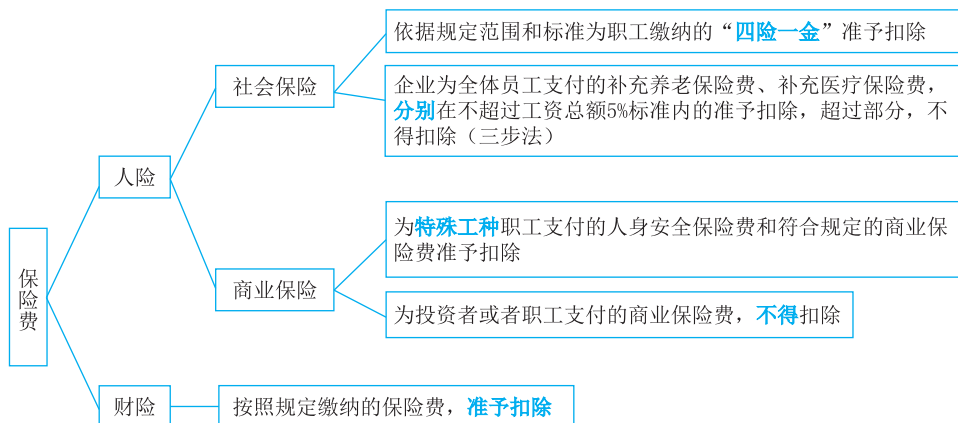 依据规定范围和标准为职工缴纳的“四险一金”准予扣除
社会保险
企业为全体员工支付的补充养老保险费、补充医疗保险费，
分别在不超过工资总额5%标准内的准予扣除，超过部分，不
得扣除（三步法）
人险
为特殊工种职工支付的人身安全保险费和符合规定的商业保
险费准予扣除
商业保险
为投资者或者职工支付的商业保险费，不得扣除
保险费
财险
按照规定缴纳的保险费，准予扣除